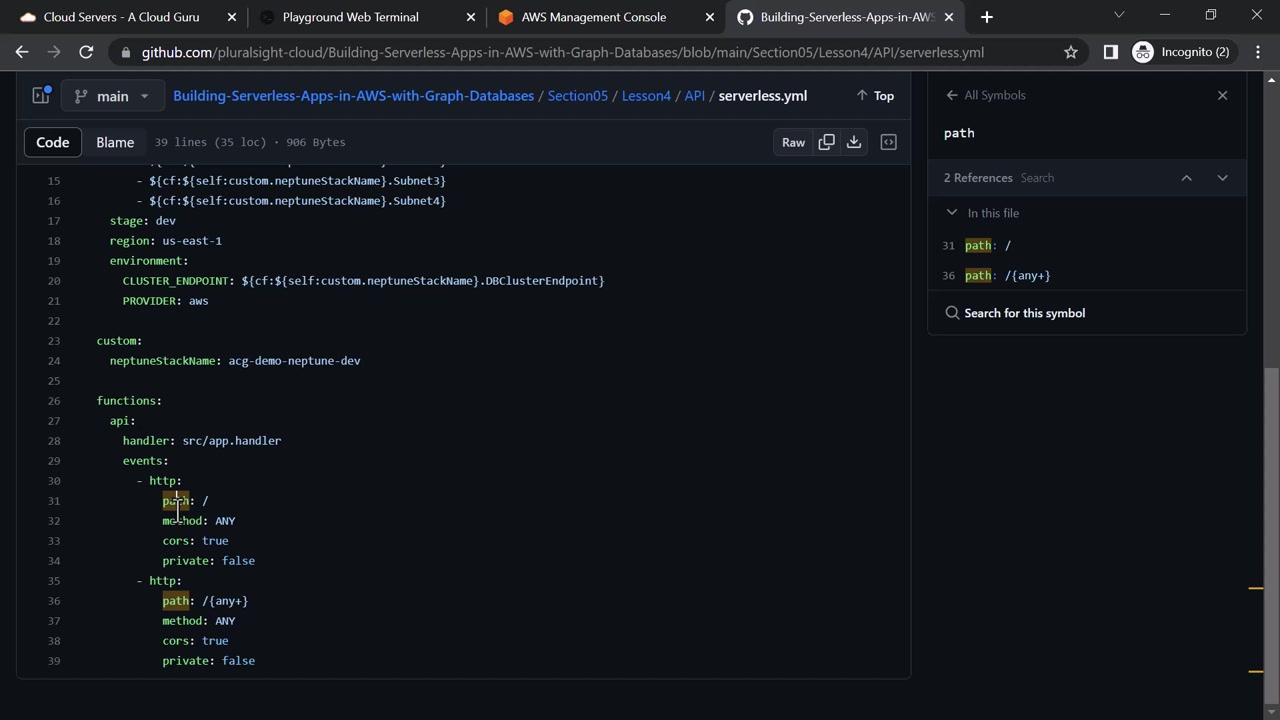 Cloud Servers - A Cloud Guru
Playground Web Terminal
AWS Management Console
Building-Serverless-Apps-in-AWS
github.com/pluralsight-cloud/Building-Serverless-Apps-in-AWS-with-Graph-Databases/blob/main/Section05/Lesson4/API/serverless.yml
Incognito (2)
main
Building-Serverless-Apps-in-AWS-with-Graph-Databases / Section05 / Lesson4 / API / serverless.yml
Top
Code
Blame
39 lines (35 loc) · 906 Bytes
Raw
15 - ${cf:${self:custom.neptuneStackName}.Subnet3}
16 - ${cf:${self:custom.neptuneStackName}.Subnet4}
17 stage: dev
18 region: us-east-1
19 environment:
20 CLUSTER_ENDPOINT: ${cf:${self:custom.neptuneStackName}.DBClusterEndpoint}
21 PROVIDER: aws
22
23 custom:
24 neptuneStackName: acg-demo-neptune-dev
25
26 functions:
27 api:
28 handler: src/app.handler
29 events:
30 - http:
31 path: /
32 method: ANY
33 cors: true
34 private: false
35 - http:
36 path: /{any+}
37 method: ANY
38 cors: true
39 private: false
All Symbols
path
2 References Search
In this file
31 path: /
36 path: /{any+}
Search for this symbol